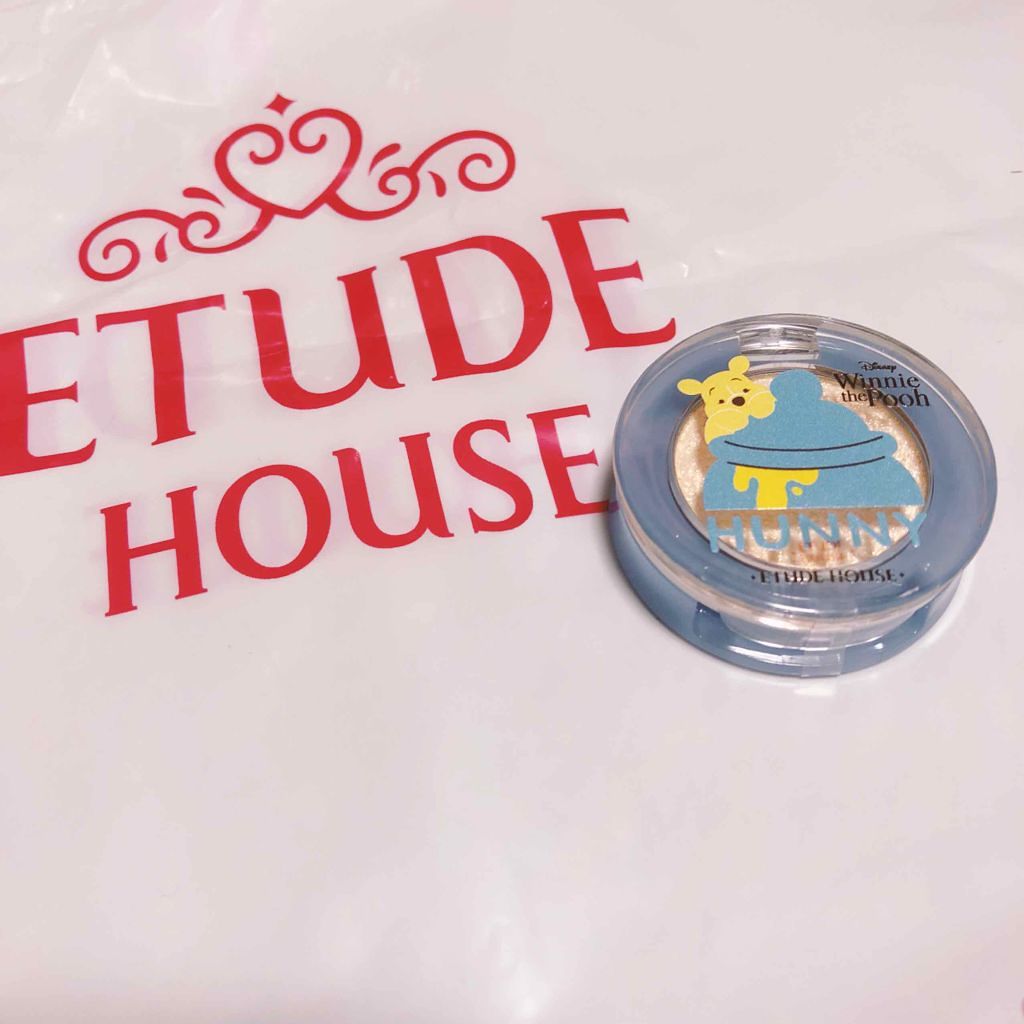 ETUDE
HOUSE
Disney
Winnie
the Pooh
HUNNY
·ETUDE HOUSE·